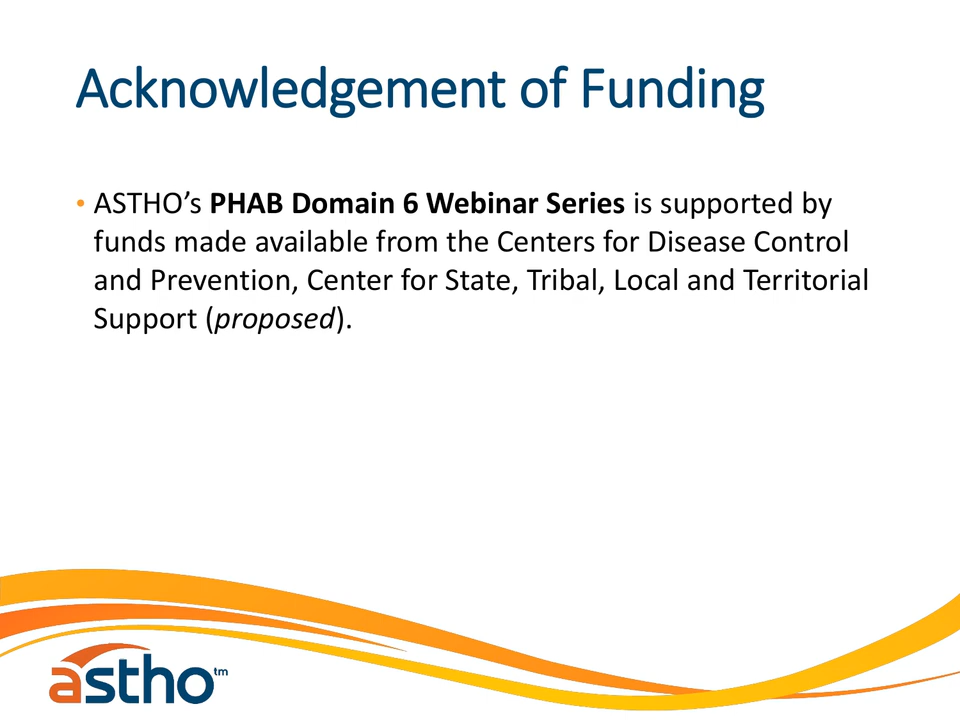 Acknowledgement of Funding
• ASTHO’s PHAB Domain 6 Webinar Series is supported by
funds made available from the Centers for Disease Control
and Prevention, Center for State, Tribal, Local and Territorial
Support (proposed).
astho™